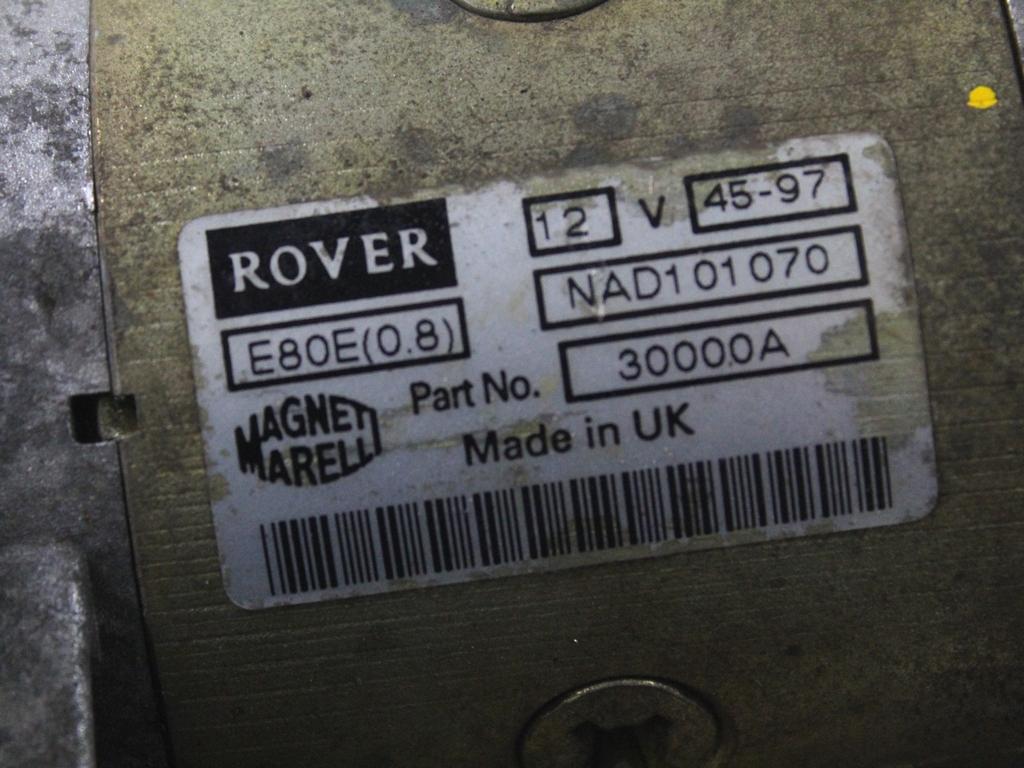 ROVER 12 V 45-97
NAD101070
E80E(0.8)
Part No. 30000A
MAGNETI
MARELLI
Made in UK